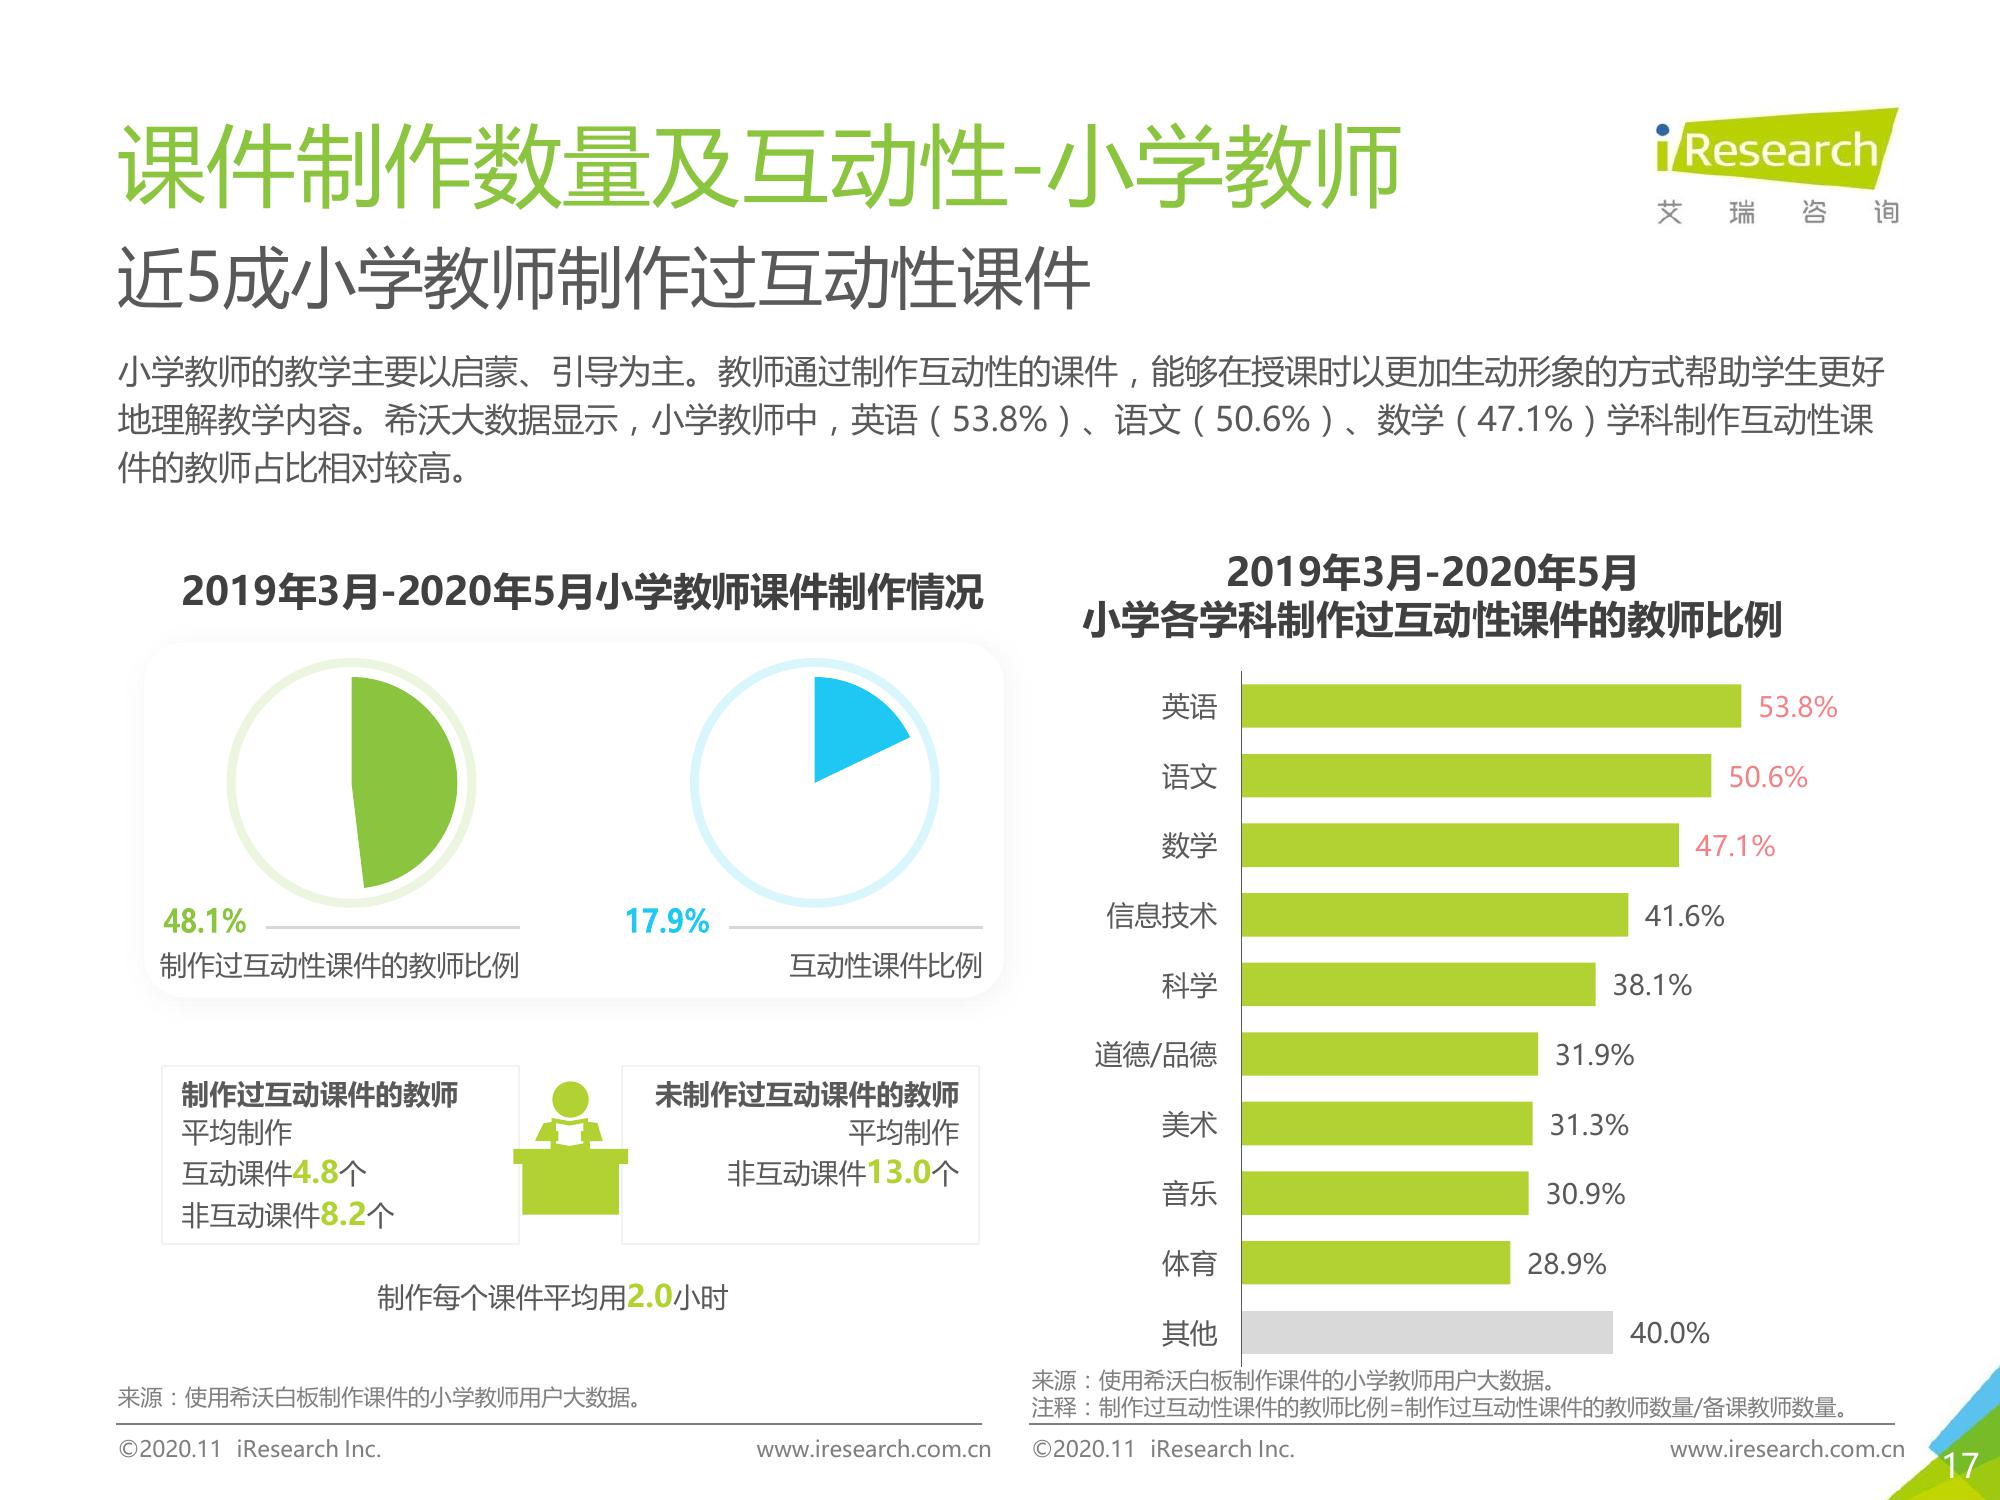 课件制作数量及互动性-小学教师
iResearch
艾瑞咨询
近5成小学教师制作过互动性课件
小学教师的教学主要以启蒙、引导为主。教师通过制作互动性的课件，能够在授课时以更加生动形象的方式帮助学生更好
地理解教学内容。希沃大数据显示，小学教师中，英语（53.8%）、语文（50.6%）、数学（47.1%）学科制作互动性课
件的教师占比相对较高。
2019年3月-2020年5月小学教师课件制作情况
48.1%
制作过互动性课件的教师比例
17.9%
互动性课件比例
制作过互动课件的教师
平均制作
互动课件4.8个
非互动课件8.2个
未制作过互动课件的教师
平均制作
非互动课件13.0个
制作每个课件平均用2.0小时
来源：使用希沃白板制作课件的小学教师用户大数据。
©2020.11 iResearch Inc.
www.iresearch.com.cn
2019年3月-2020年5月
小学各学科制作过互动性课件的教师比例
英语 53.8%
语文 50.6%
数学 47.1%
信息技术 41.6%
科学 38.1%
道德/品德 31.9%
美术 31.3%
音乐 30.9%
体育 28.9%
其他 40.0%
来源：使用希沃白板制作课件的小学教师用户大数据。
注释：制作过互动性课件的教师比例=制作过互动性课件的教师数量/备课教师数量。
©2020.11 iResearch Inc.
www.iresearch.com.cn
17